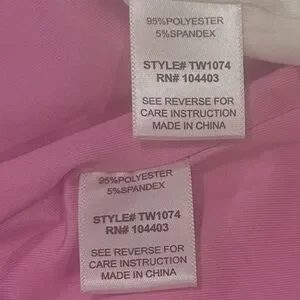 95%POLYESTER
5%SPANDEX
STYLE# TW1074
RN# 104403
SEE REVERSE FOR
CARE INSTRUCTION
MADE IN CHINA
95%POLYESTER
5%SPANDEX
STYLE# TW1074
RN# 104403
SEE REVERSE FOR
CARE INSTRUCTION
MADE IN CHINA